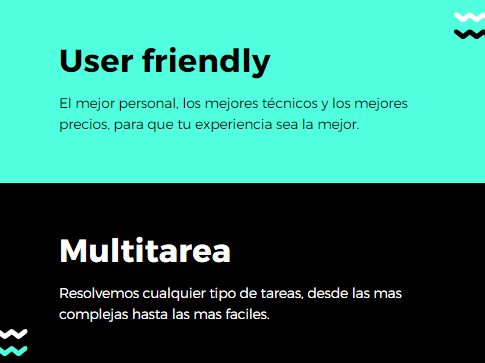 User friendly
El mejor personal, los mejores técnicos y los mejores
precios, para que tu experiencia sea la mejor.
Multitarea
Resolvemos cualquier tipo de tareas, desde las mas
complejas hasta las mas faciles.